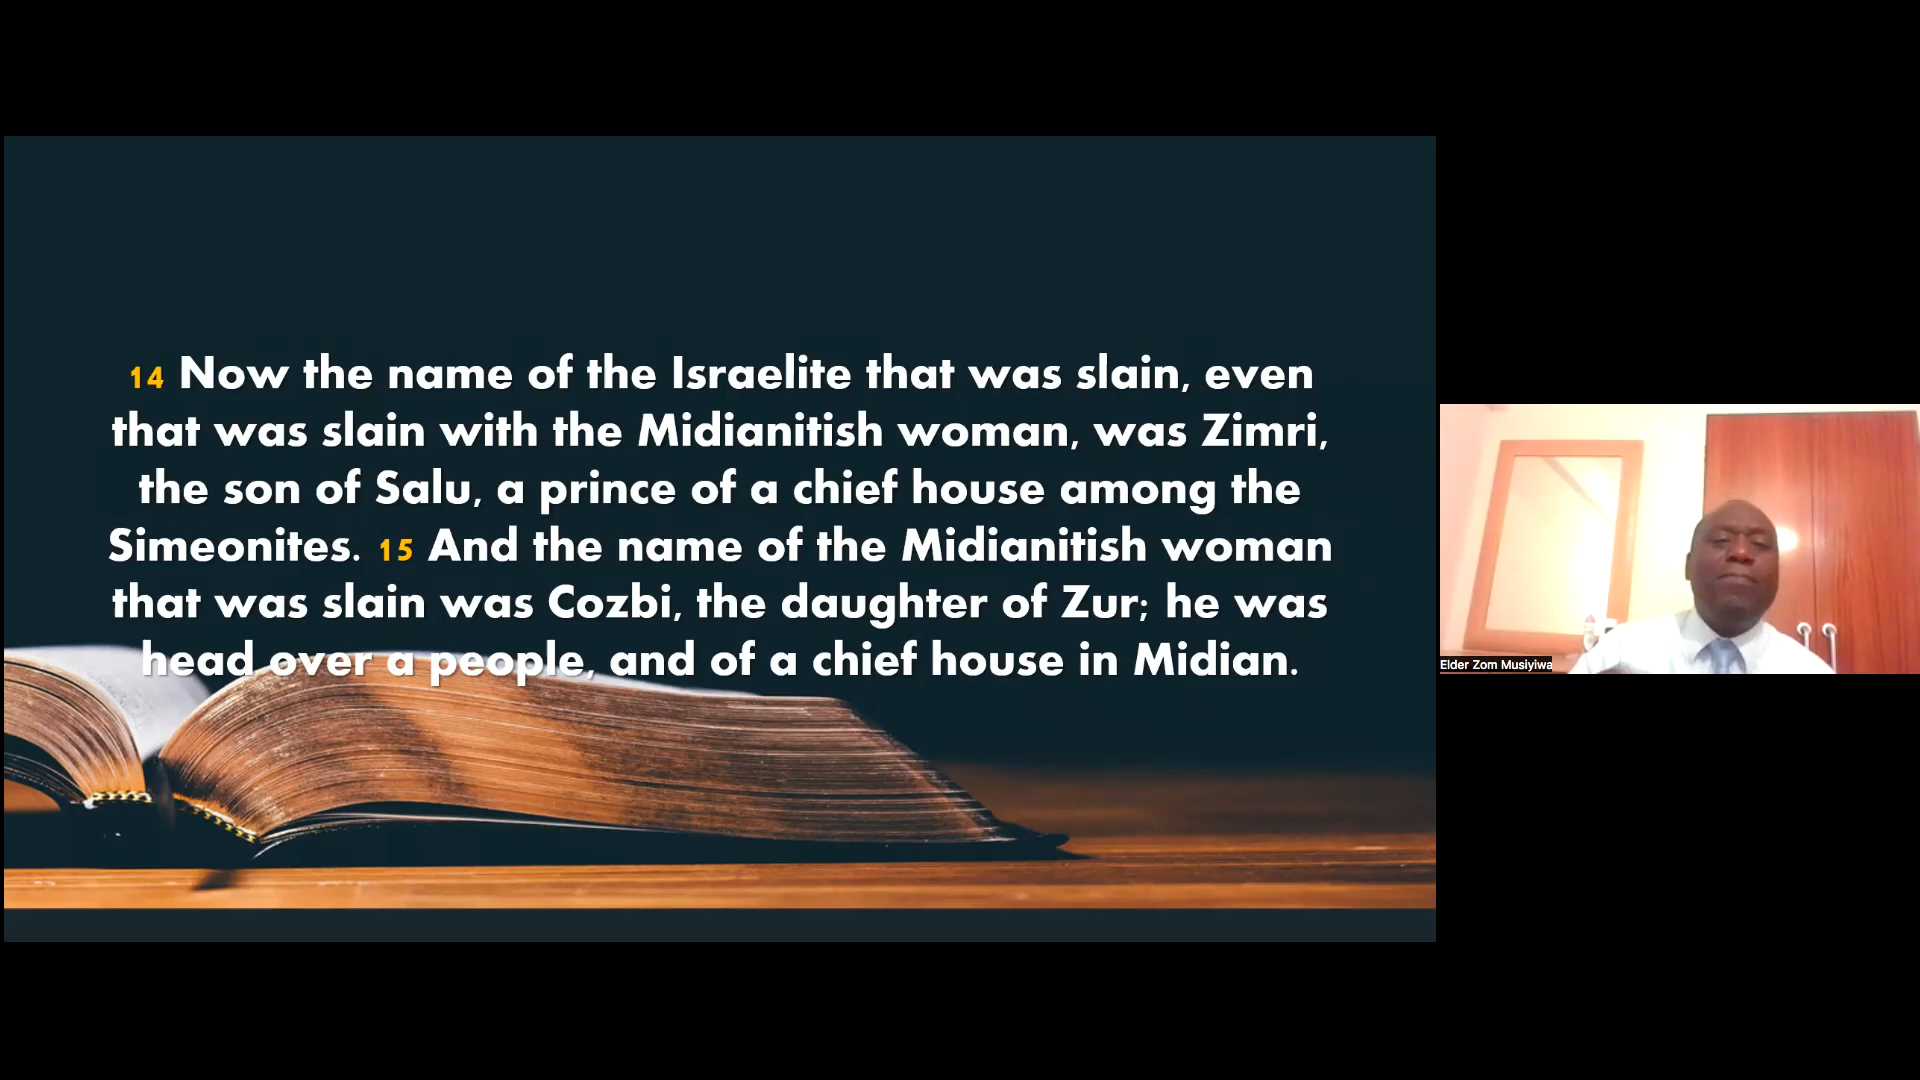 14 Now the name of the Israelite that was slain, even
that was slain with the Midianitish woman, was Zimri,
the son of Salu, a prince of a chief house among the
Simeonites. 15 And the name of the Midianitish woman
that was slain was Cozbi, the daughter of Zur; he was
head over a people, and of a chief house in Midian.
Elder Zom Musiyiwa